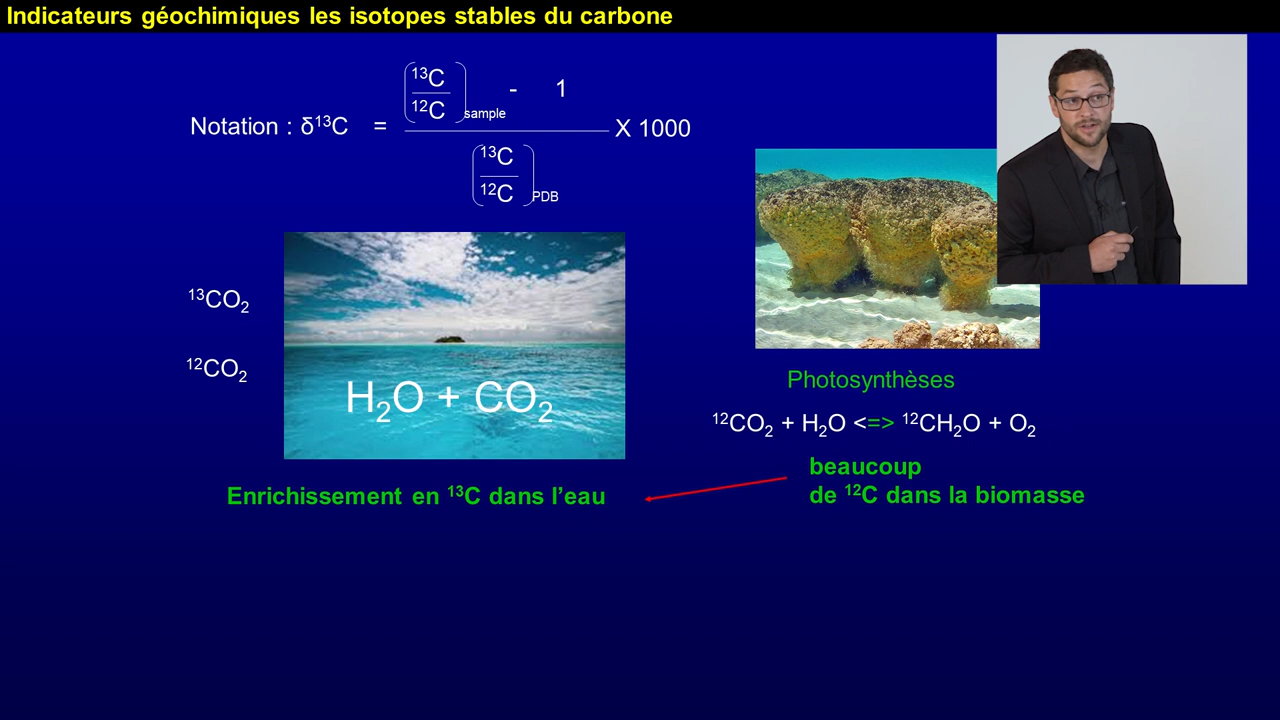 Indicateurs géochimiques les isotopes stables du carbone
¹³C
¹²C sample - 1
Notation : δ¹³C = X 1000
¹³C
¹²C PDB
¹³CO₂
¹²CO₂
H₂O + CO₂
Photosynthèses
¹²CO₂ + H₂O <=> ¹²CH₂O + O₂
beaucoup
de ¹²C dans la biomasse
Enrichissement en ¹³C dans l’eau